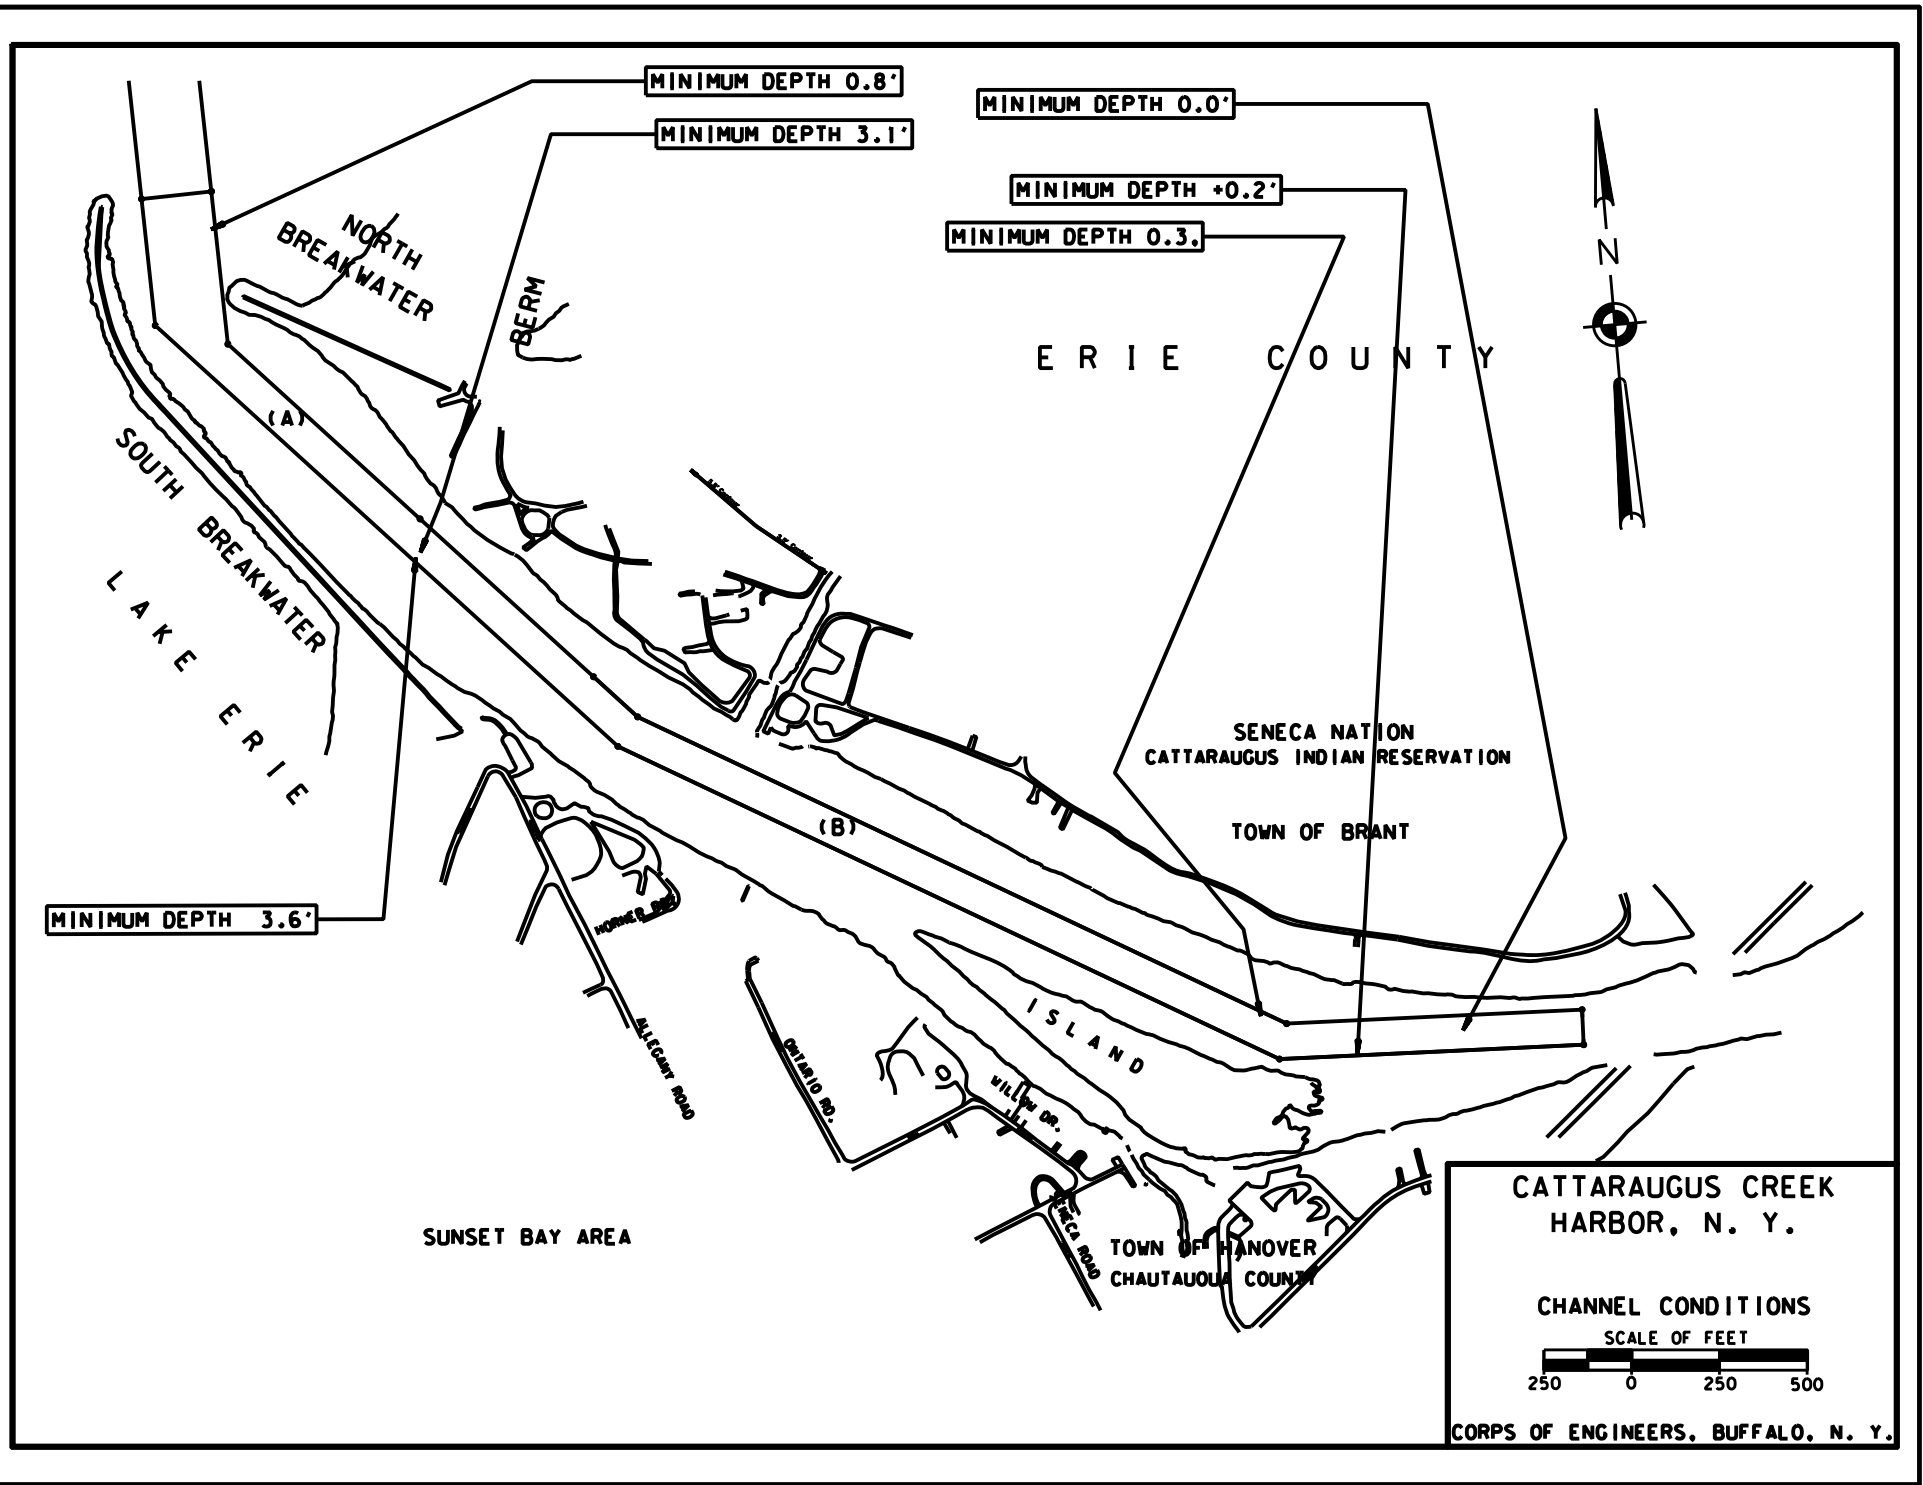 MINIMUM DEPTH 0.8'
MINIMUM DEPTH 3.1'
MINIMUM DEPTH 0.0'
MINIMUM DEPTH +0.2'
MINIMUM DEPTH 0.3.
NORTH
BREAKWATER
BERM
N
ERIE COUNTY
(A)
SOUTH BREAKWATER
LAKE ERIE
SENECA NATION
CATTARAUGUS INDIAN RESERVATION
TOWN OF BRANT
(B)
MINIMUM DEPTH 3.6'
HORNER
ISLAND
ALLEGANY ROAD
ONTARIO RD.
WILLOW DR.
SENECA ROAD
SUNSET BAY AREA
TOWN OF HANOVER
CHAUTAUQUA COUNTY
CATTARAUGUS CREEK
HARBOR, N. Y.
CHANNEL CONDITIONS
SCALE OF FEET
250 0 250 500
CORPS OF ENGINEERS, BUFFALO, N. Y.